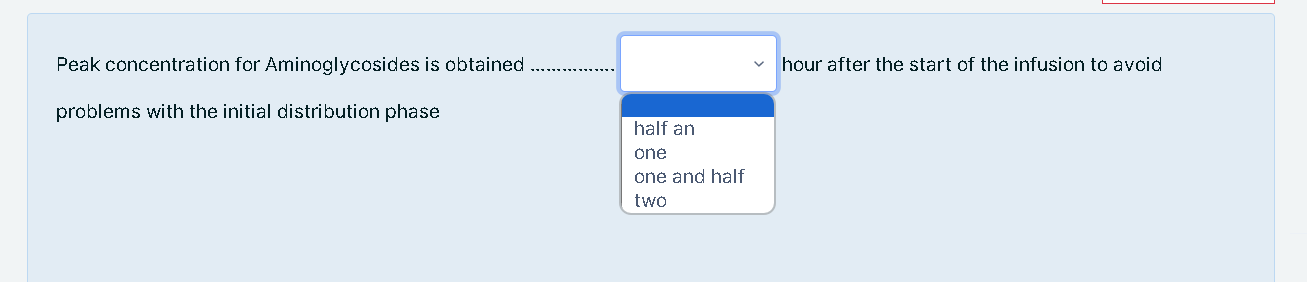 Peak concentration for Aminoglycosides is obtained ................ hour after the start of the infusion to avoid
problems with the initial distribution phase
half an
one
one and half
two